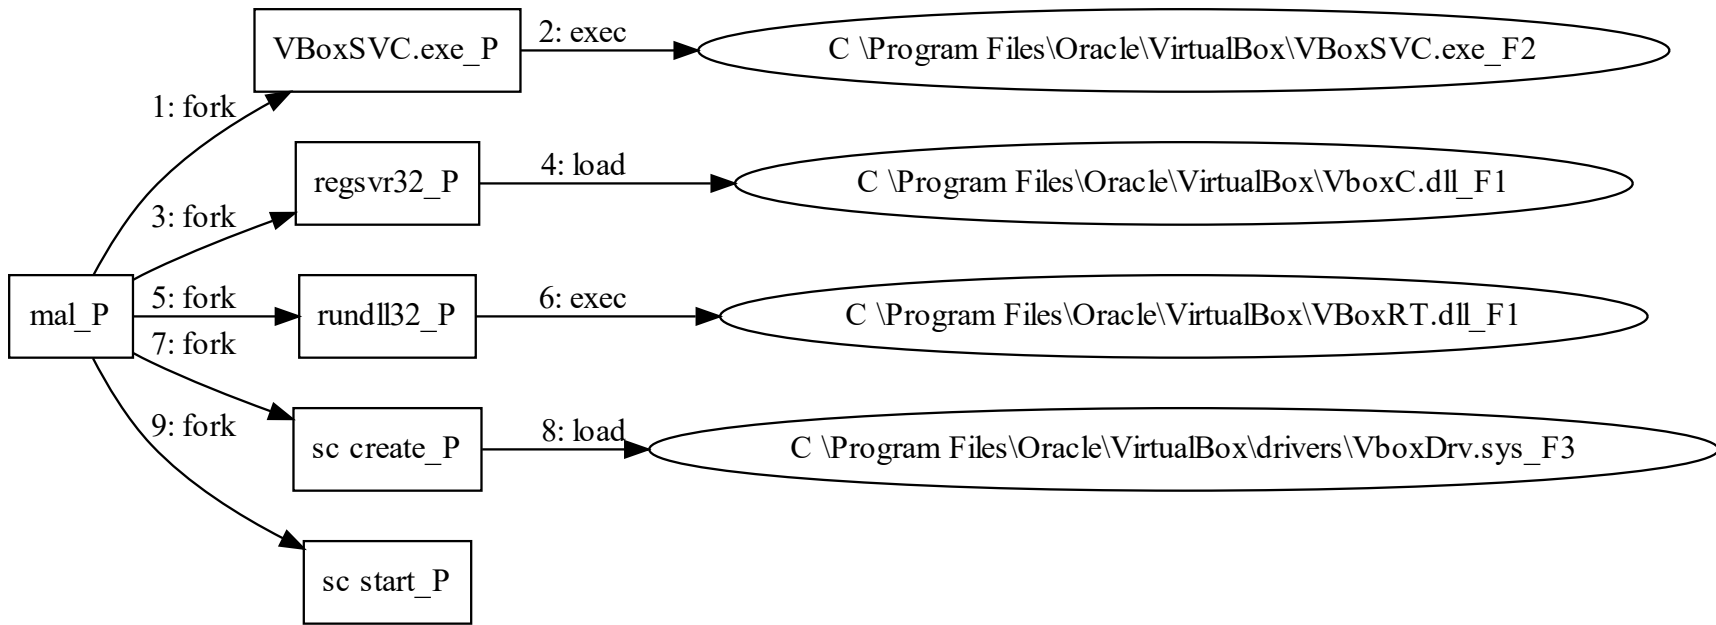 VBoxSVC.exe_P
2: exec
C \Program Files\Oracle\VirtualBox\VBoxSVC.exe_F2
1: fork
regsvr32_P
4: load
C \Program Files\Oracle\VirtualBox\VboxC.dll_F1
3: fork
mal_P
5: fork
rundll32_P
6: exec
C \Program Files\Oracle\VirtualBox\VBoxRT.dll_F1
7: fork
sc create_P
8: load
C \Program Files\Oracle\VirtualBox\drivers\VboxDrv.sys_F3
9: fork
sc start_P